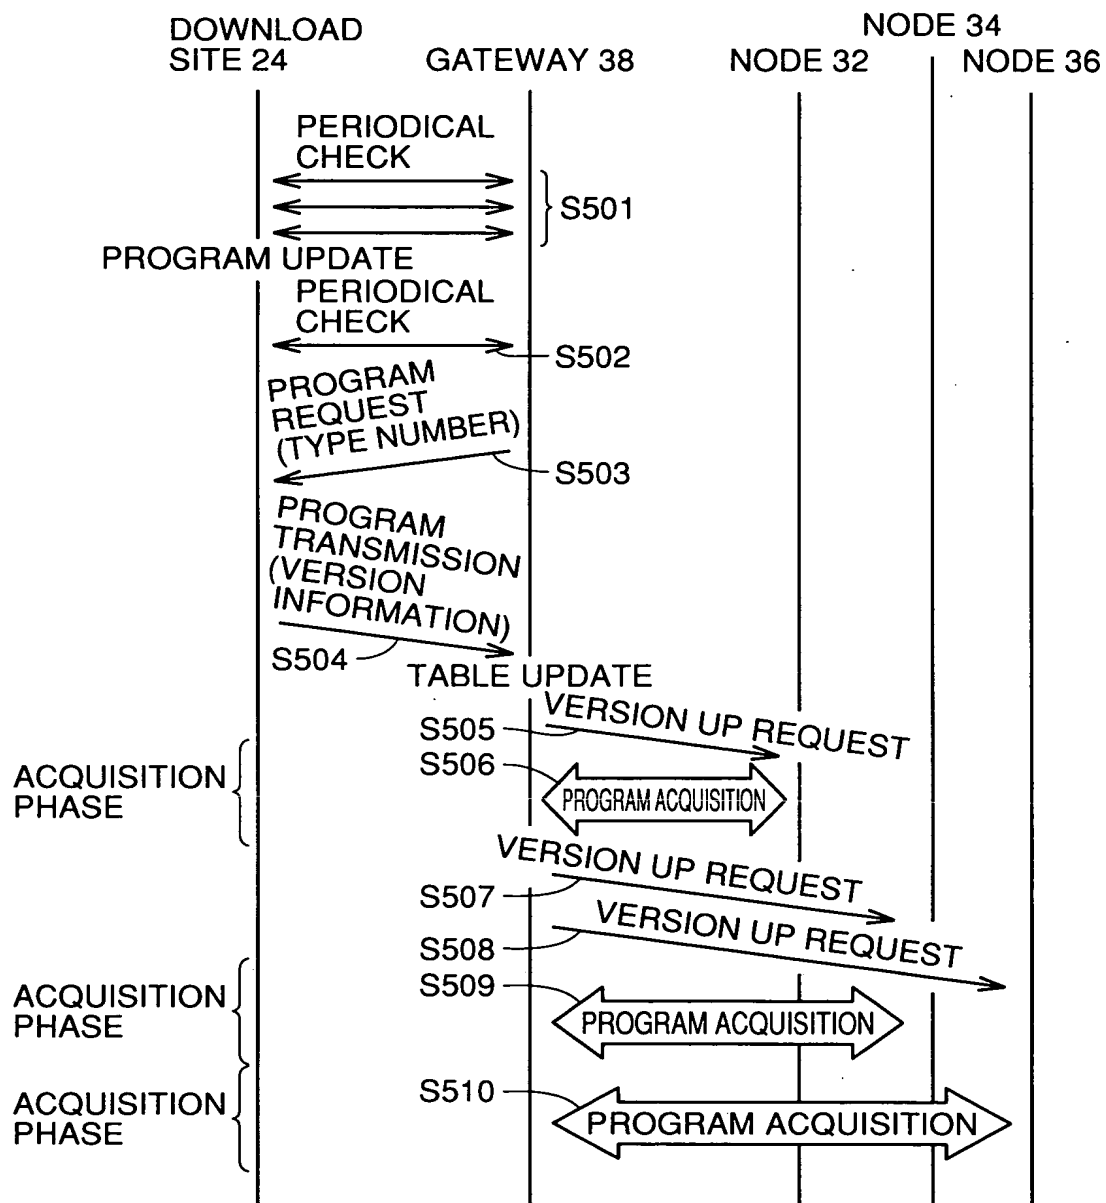 DOWNLOAD
SITE 24
GATEWAY 38
NODE 32
NODE 34
NODE 36
PERIODICAL
CHECK
S501
PROGRAM UPDATE
PERIODICAL
CHECK
S502
PROGRAM
REQUEST
(TYPE NUMBER)
S503
PROGRAM
TRANSMISSION
(VERSION
INFORMATION)
S504
TABLE UPDATE
VERSION UP REQUEST
S505
S506
ACQUISITION
PHASE
PROGRAM ACQUISITION
VERSION UP REQUEST
S507
VERSION UP REQUEST
S508
S509
ACQUISITION
PHASE
PROGRAM ACQUISITION
S510
ACQUISITION
PHASE
PROGRAM ACQUISITION